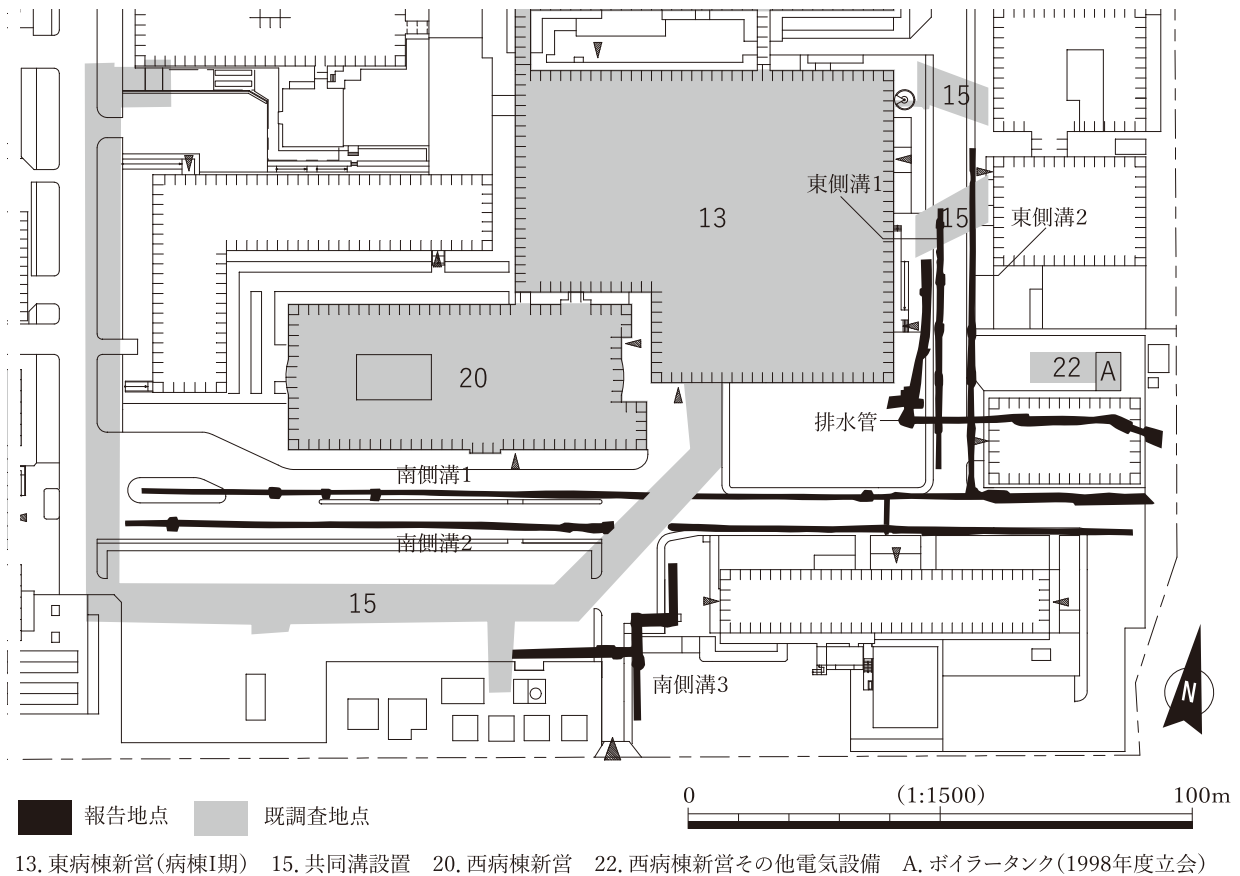 15
東側溝1
13
15
東側溝2
20
22
A
排水管
南側溝1
南側溝2
15
南側溝3
N
報告地点
既調査地点
0
(1:1500)
100m
13. 東病棟新営(病棟Ⅰ期) 15. 共同溝設置 20. 西病棟新営 22. 西病棟新営その他電気設備 A. ボイラータンク(1998年度立会)